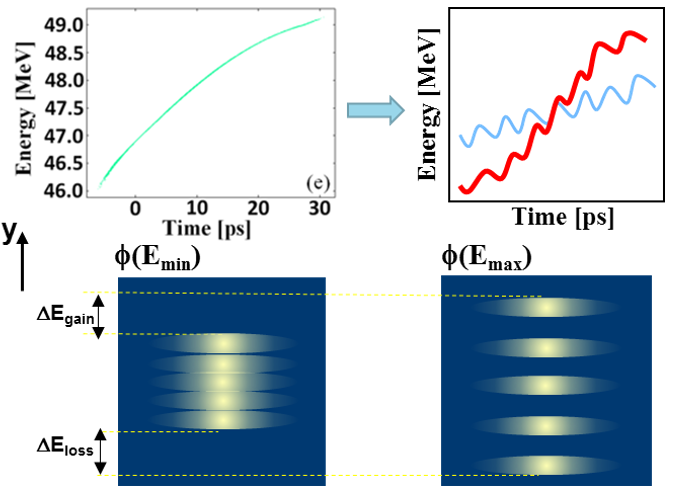 49.0
48.5
48.0
47.5
47.0
46.5
46.0
Energy [MeV]
(e)
0 10 20 30
Time [ps]
Energy [MeV]
Time [ps]
y
ϕ(Emin)
ϕ(Emax)
ΔEgain
ΔEloss